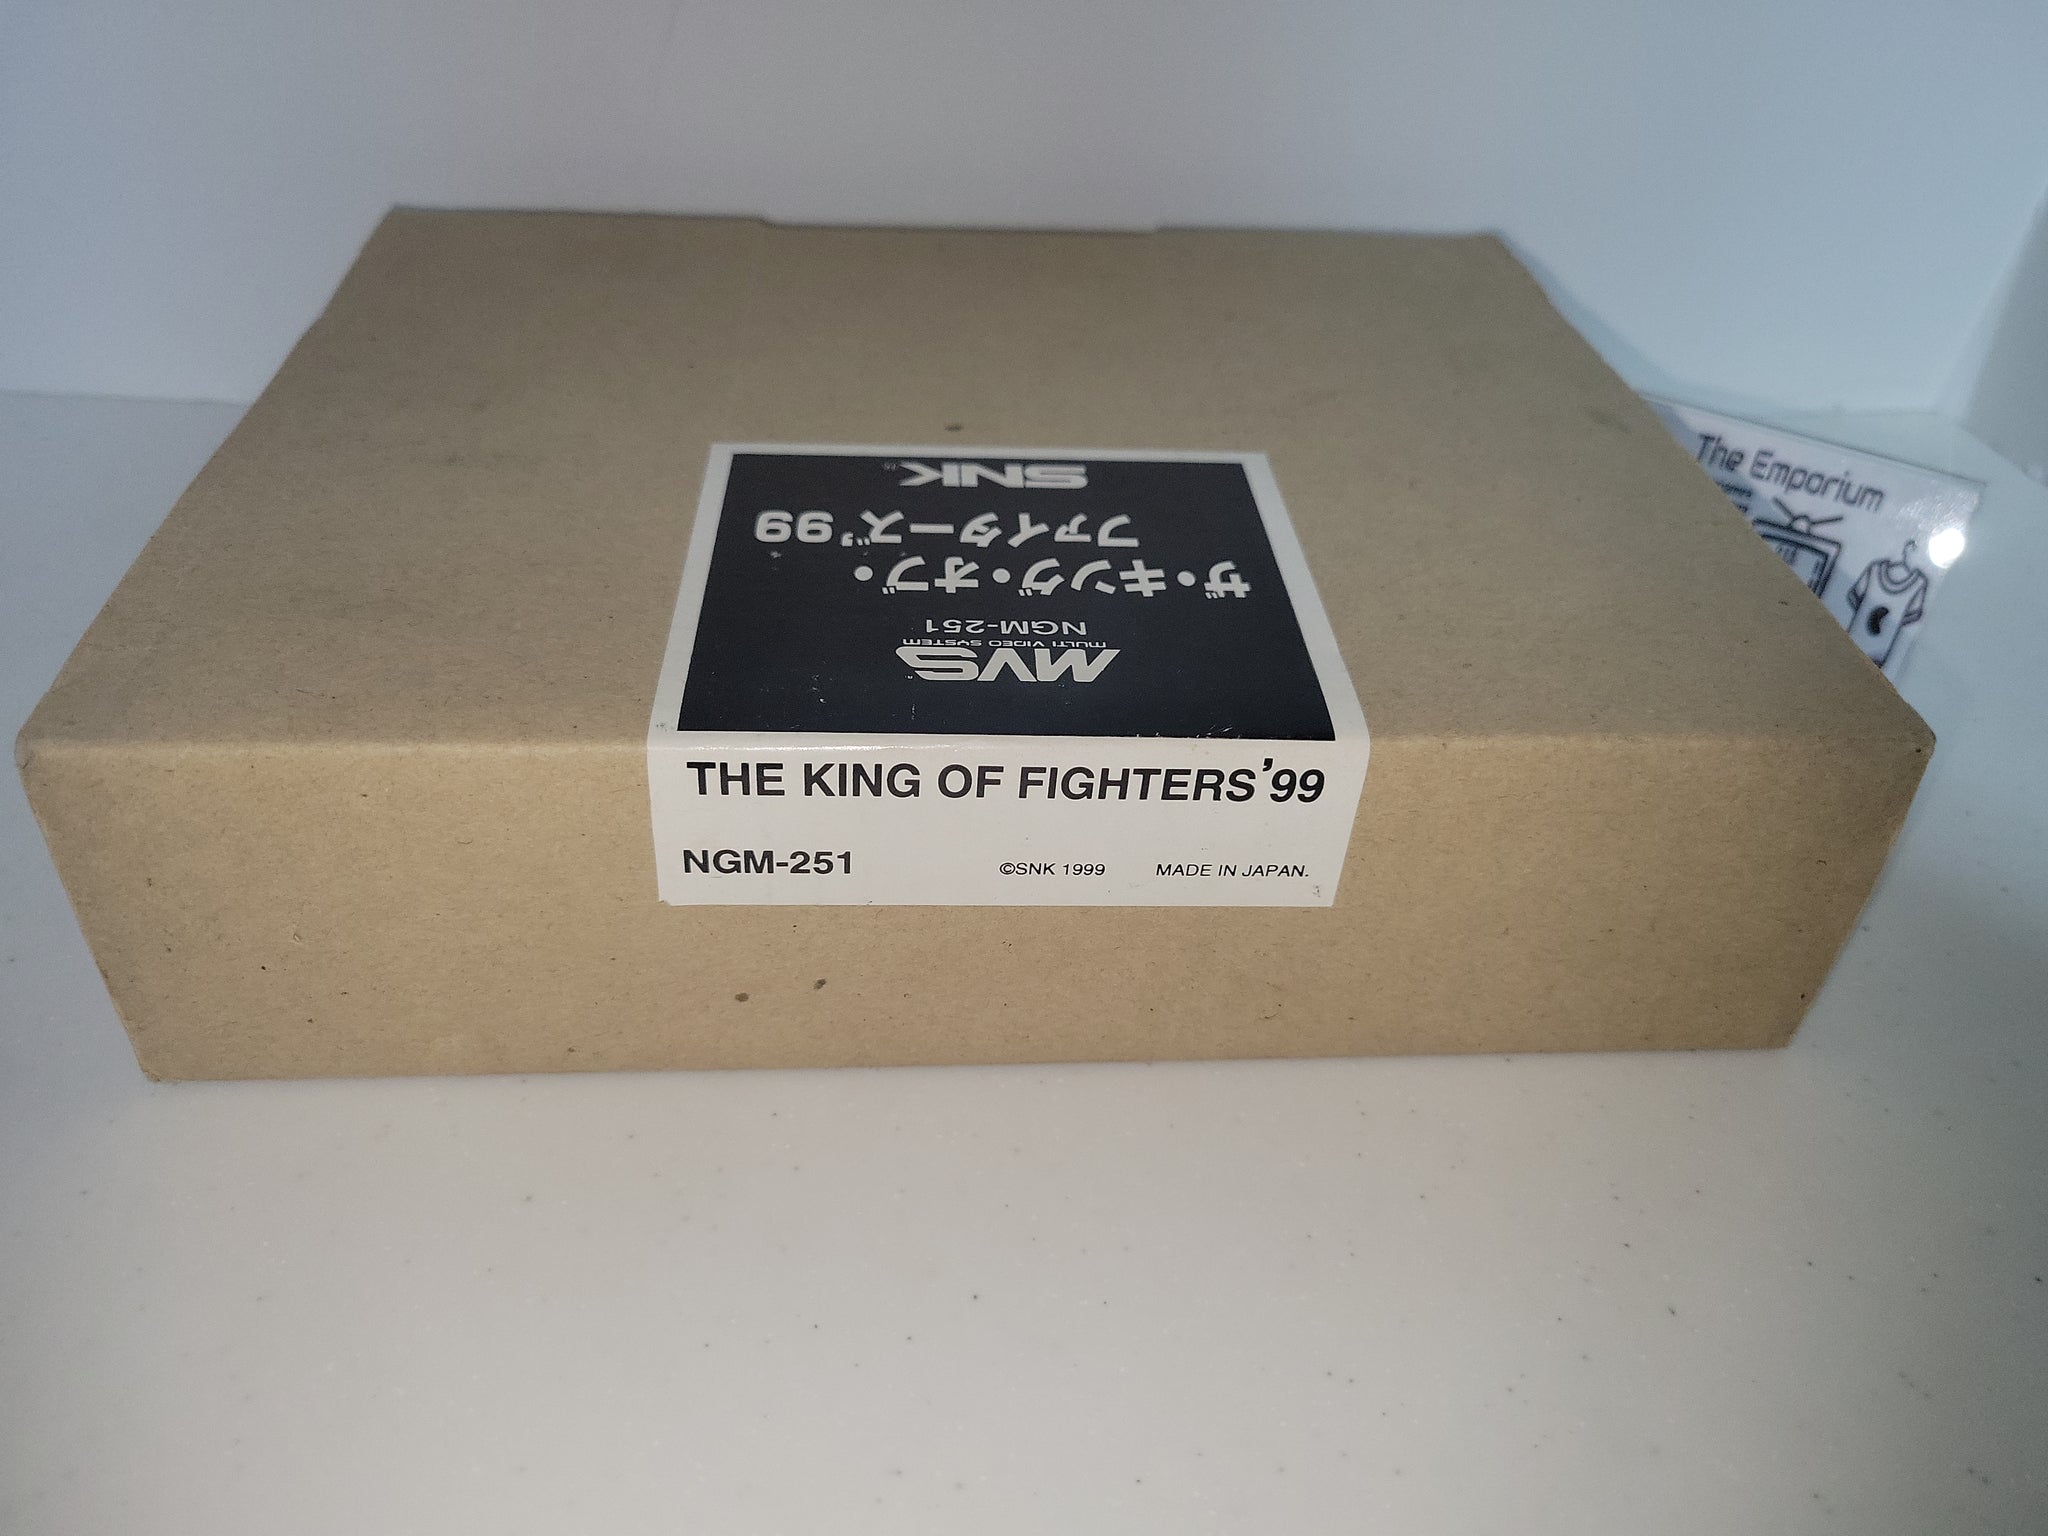 MVS
MULTI VIDEO SYSTEM
NGM-251
ザ・キング・オブ・
ファイターズ'99
SNK
THE KING OF FIGHTERS'99
NGM-251
©SNK 1999 MADE IN JAPAN.
The Emporium